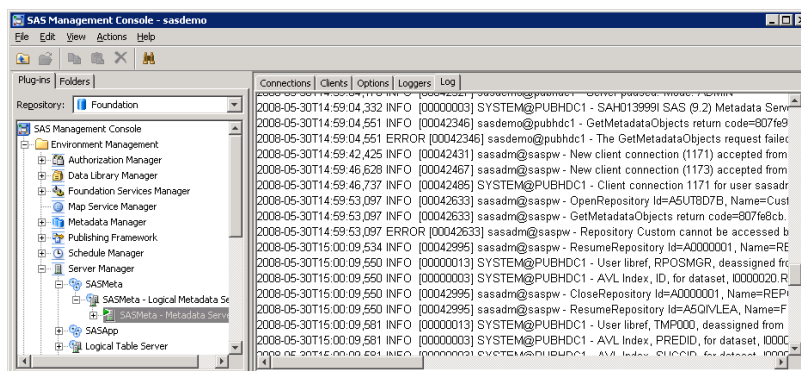 SAS Management Console - sasdemo
File Edit View Actions Help
Plug-ins Folders
Repository: Foundation
SAS Management Console
Environment Management
Authorization Manager
Data Library Manager
Foundation Services Manager
Map Service Manager
Metadata Manager
Publishing Framework
Schedule Manager
Server Manager
SASMeta
SASMeta - Logical Metadata Se
SASMeta - Metadata Serve
SASApp
Logical Table Server
Connections Clients Options Loggers Log
2008-05-30T14:59:04,332 INFO [00000003] SYSTEM@PUBHDC1 - SAH013999I SAS (9.2) Metadata Serv
2008-05-30T14:59:04,551 INFO [00042346] sasdemo@pubhdc1 - GetMetadataObjects return code=807fe9
2008-05-30T14:59:04,551 ERROR [00042346] sasdemo@pubhdc1 - The GetMetadataObjects request failed
2008-05-30T14:59:42,425 INFO [00042431] sasadm@saspw - New client connection (1171) accepted from
2008-05-30T14:59:46,628 INFO [00042467] sasadm@saspw - New client connection (1173) accepted from
2008-05-30T14:59:46,737 INFO [00042485] SYSTEM@PUBHDC1 - Client connection 1171 for user sasadr
2008-05-30T14:59:53,097 INFO [00042633] sasadm@saspw - OpenRepository Id=A5UT8D7B, Name=Cust
2008-05-30T14:59:53,097 INFO [00042633] sasadm@saspw - GetMetadataObjects return code=807fe8cb.
2008-05-30T14:59:53,097 ERROR [00042633] sasadm@saspw - Repository Custom cannot be accessed b
2008-05-30T15:00:09,534 INFO [00042995] sasadm@saspw - ResumeRepository Id=A0000001, Name=RE
2008-05-30T15:00:09,550 INFO [00000013] SYSTEM@PUBHDC1 - User libref, RPOSMGR, deassigned frc
2008-05-30T15:00:09,550 INFO [00000003] SYSTEM@PUBHDC1 - AVL Index, ID, for dataset, I0000020.R
2008-05-30T15:00:09,550 INFO [00042995] sasadm@saspw - CloseRepository Id=A0000001, Name=REP
2008-05-30T15:00:09,550 INFO [00042995] sasadm@saspw - ResumeRepository Id=A5QIVLEA, Name=F
2008-05-30T15:00:09,581 INFO [00000013] SYSTEM@PUBHDC1 - User libref, TMP000, deassigned from
2008-05-30T15:00:09,581 INFO [00000003] SYSTEM@PUBHDC1 - AVL Index, PREDID, for dataset, I000